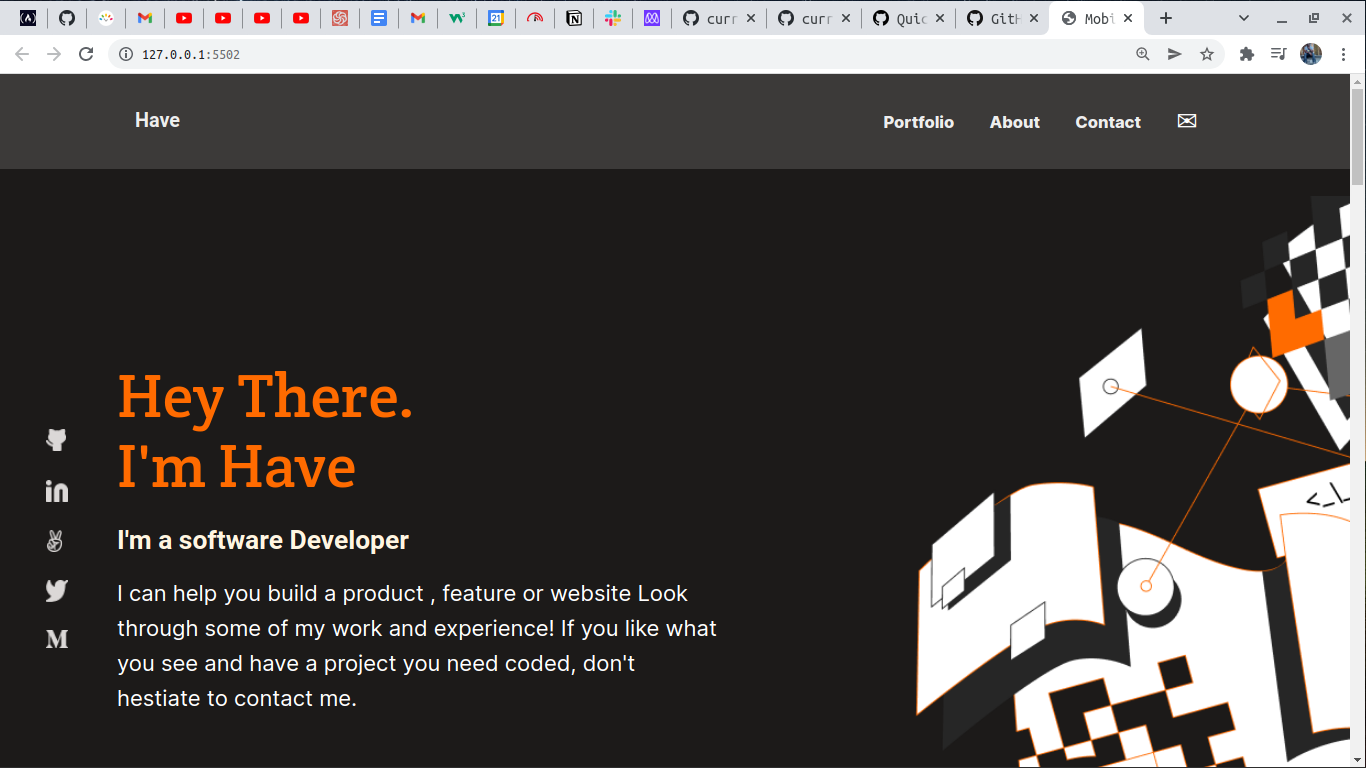 curr
curr
Quic
GitH
Mobi
127.0.0.1:5502
Have
Portfolio About Contact
Hey There.
I'm Have
I'm a software Developer
I can help you build a product , feature or website Look
through some of my work and experience! If you like what
you see and have a project you need coded, don't
hestiate to contact me.
<_\